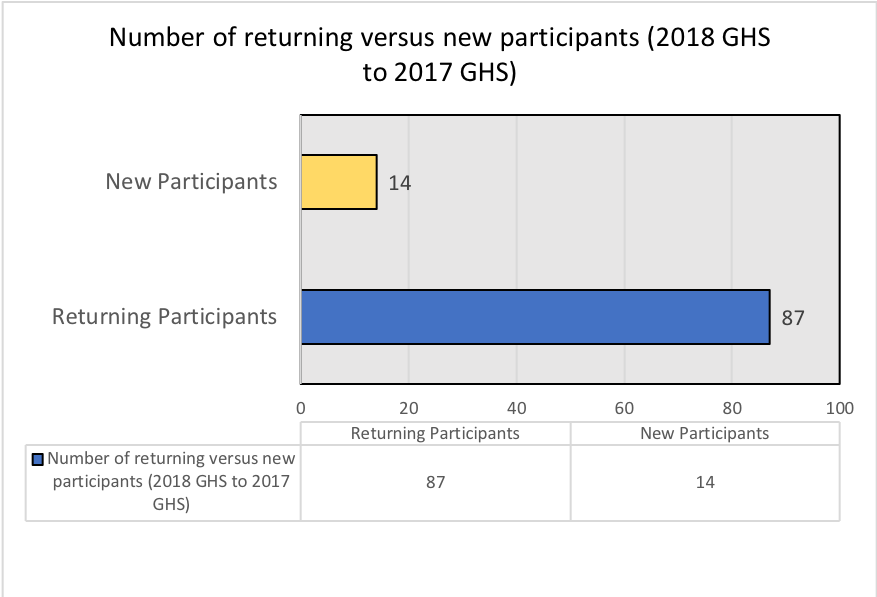 Number of returning versus new participants (2018 GHS
to 2017 GHS)
New Participants
14
Returning Participants
87
0 20 40 60 80 100
Returning Participants New Participants
Number of returning versus new
participants (2018 GHS to 2017
GHS)
87 14